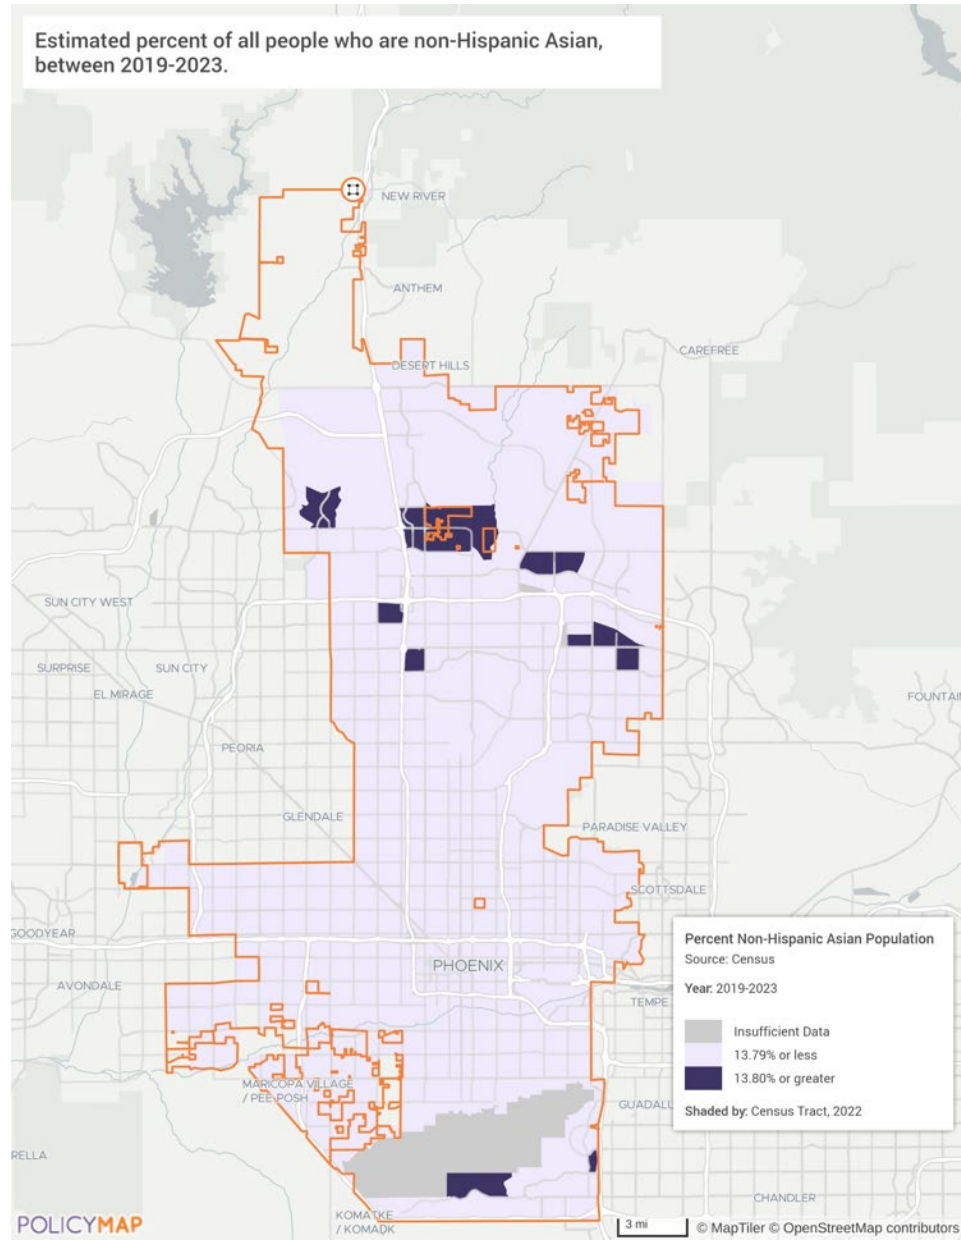 Estimated percent of all people who are non-Hispanic Asian,
between 2019-2023.
NEW RIVER
ANTHEM
CAREFREE
DESERT HILLS
SUN CITY WEST
SURPRISE
SUN CITY
EL MIRAGE
FOUNTAI
PEORIA
GLENDALE
PARADISE VALLEY
SCOTTSDALE
GOODYEAR
PHOENIX
AVONDALE
TEMPE
MARICOPA VILLAGE
/ PEE-POSH
GUADALU
RELLA
CHANDLER
KOMATKE
/ KOMADK
Percent Non-Hispanic Asian Population
Source: Census
Year: 2019-2023
Insufficient Data
13.79% or less
13.80% or greater
Shaded by: Census Tract, 2022
POLICYMAP
3 mi
© MapTiler © OpenStreetMap contributors